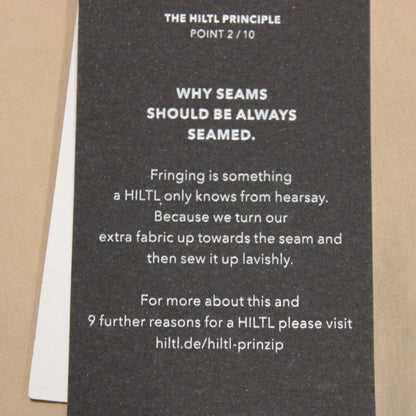 THE HILTL PRINCIPLE
POINT 2 / 10
WHY SEAMS
SHOULD BE ALWAYS
SEAMED.
Fringing is something
a HILTL only knows from hearsay.
Because we turn our
extra fabric up towards the seam and
then sew it up lavishly.
For more about this and
9 further reasons for a HILTL please visit
hiltl.de/hiltl-prinzip